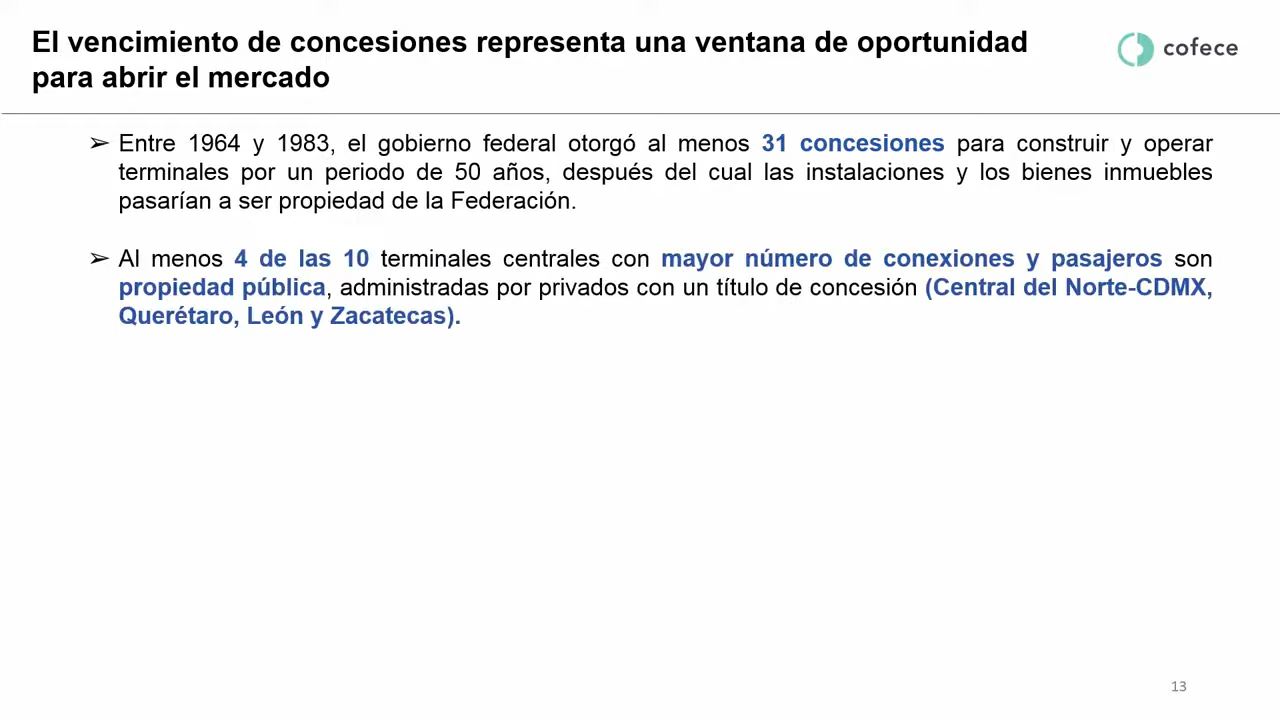 El vencimiento de concesiones representa una ventana de oportunidad
para abrir el mercado
cofece
➢ Entre 1964 y 1983, el gobierno federal otorgó al menos 31 concesiones para construir y operar
terminales por un periodo de 50 años, después del cual las instalaciones y los bienes inmuebles
pasarían a ser propiedad de la Federación.
➢ Al menos 4 de las 10 terminales centrales con mayor número de conexiones y pasajeros son
propiedad pública, administradas por privados con un título de concesión (Central del Norte-CDMX,
Querétaro, León y Zacatecas).
13